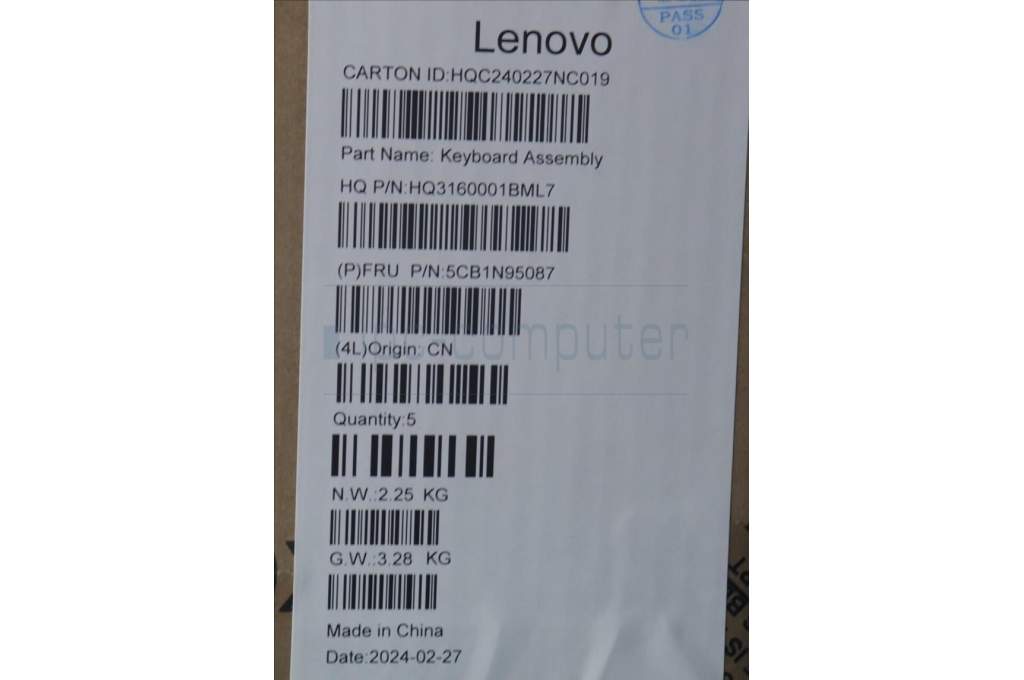 PASS
01
Lenovo
CARTON ID:HQC240227NC019
Part Name: Keyboard Assembly
HQ P/N:HQ3160001BML7
(P)FRU P/N:5CB1N95087
computer
(4L)Origin: CN
Quantity:5
N.W.:2.25 KG
G.W.:3.28 KG
Made in China
Date:2024-02-27